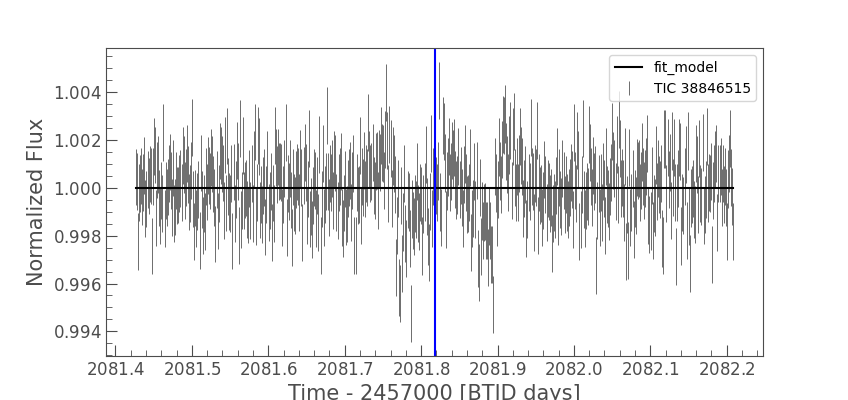 fit_model
TIC 38846515
Normalized Flux
1.004
1.002
1.000
0.998
0.996
0.994
2081.4 2081.5 2081.6 2081.7 2081.8 2081.9 2082.0 2082.1 2082.2
Time - 2457000 [BTJD days]